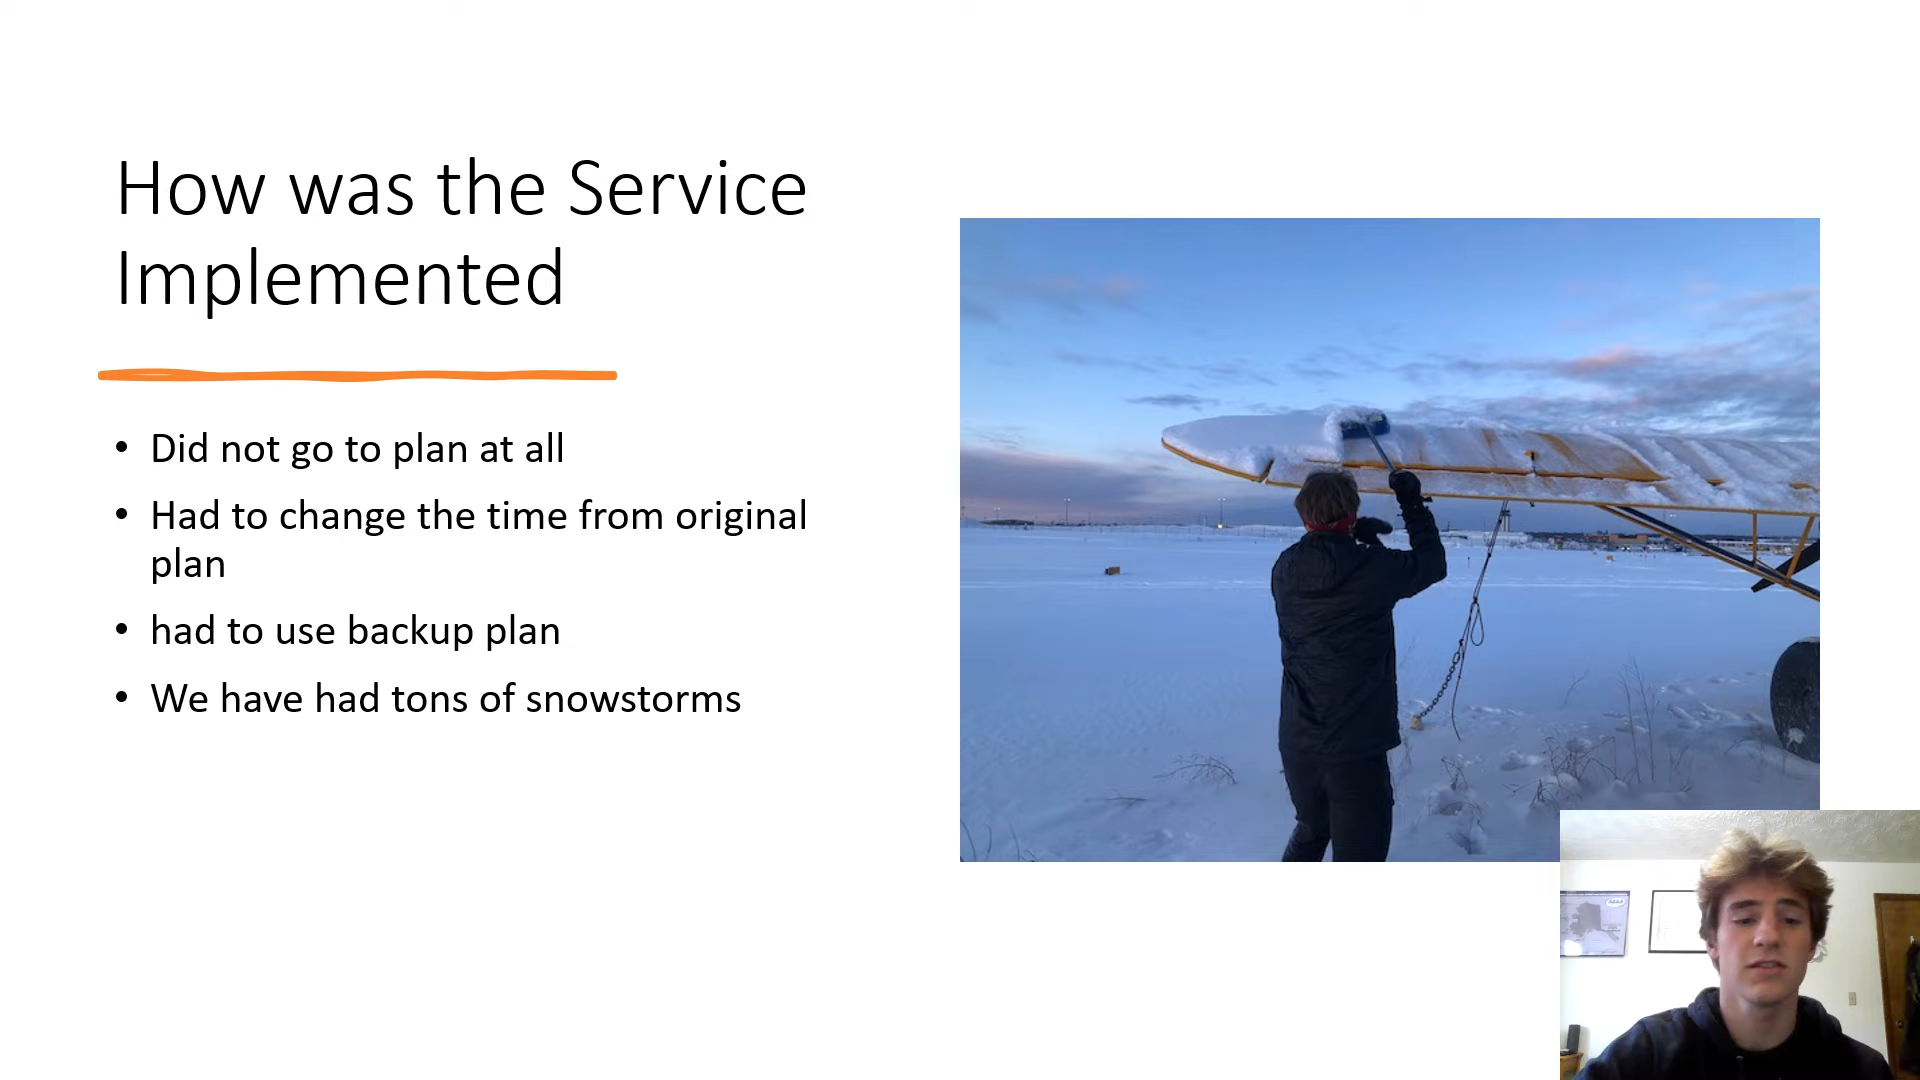 How was the Service
Implemented
• Did not go to plan at all
• Had to change the time from original
plan
• had to use backup plan
• We have had tons of snowstorms